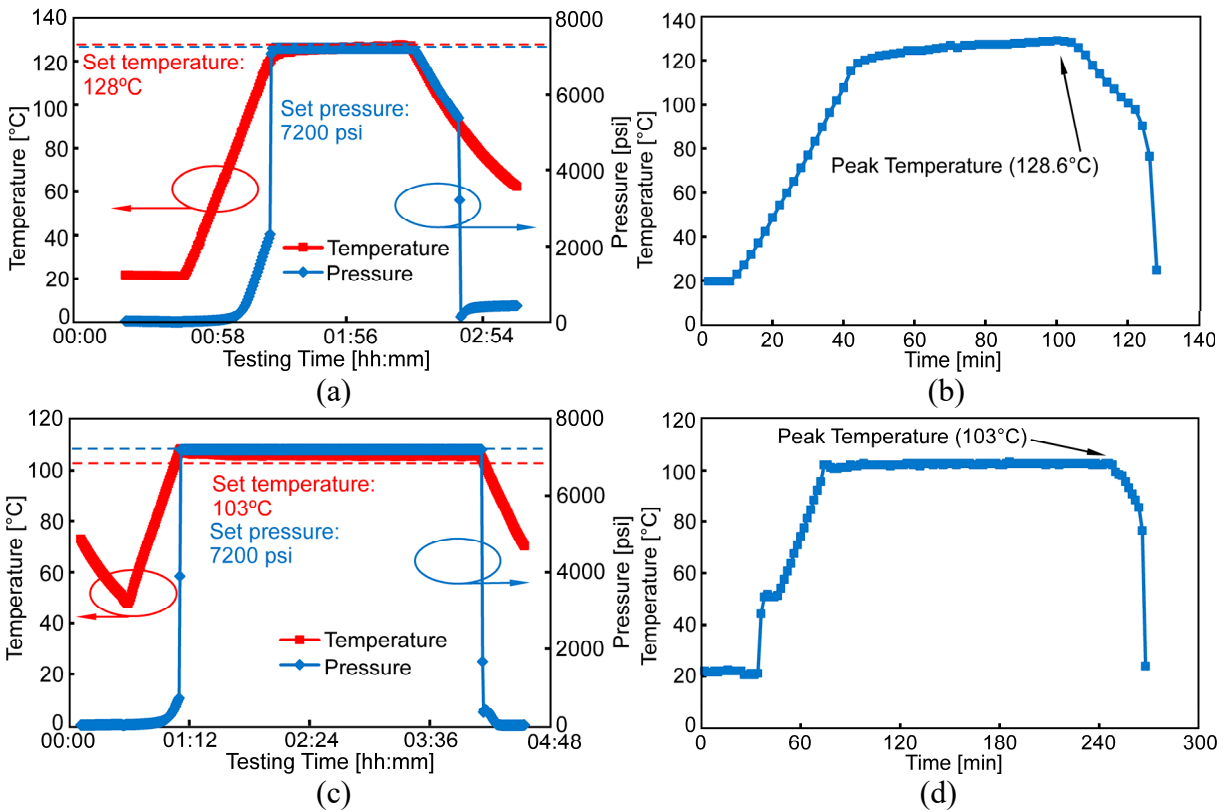 140
120
100
80
60
40
20
0
Temperature [°C]
Set temperature:
128ºC
Set pressure:
7200 psi
Temperature
Pressure
8000
6000
4000
2000
0
Pressure [psi]
00:00
00:58
01:56
02:54
Testing Time [hh:mm]
(a)
140
120
100
80
60
40
20
0
Temperature [°C]
Peak Temperature (128.6°C)
0
20
40
60
80
100
120
140
Time [min]
(b)
120
100
80
60
40
20
0
Temperature [°C]
Set temperature:
103ºC
Set pressure:
7200 psi
Temperature
Pressure
8000
6000
4000
2000
0
Pressure [psi]
00:00
01:12
02:24
03:36
04:48
Testing Time [hh:mm]
(c)
120
100
80
60
40
20
0
Temperature [°C]
Peak Temperature (103°C)
0
60
120
180
240
300
Time [min]
(d)